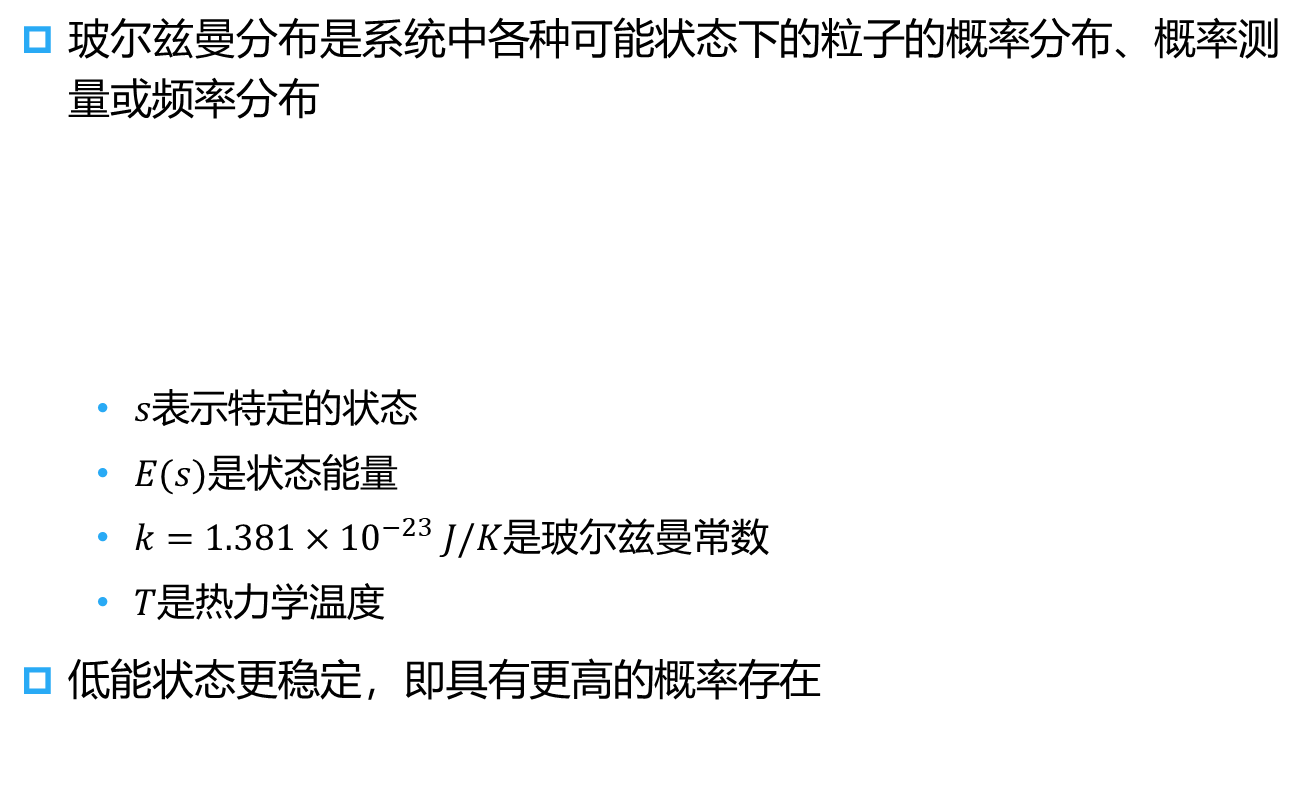 玻尔兹曼分布是系统中各种可能状态下的粒子的概率分布、概率测
量或频率分布
• s表示特定的状态
• E(s)是状态能量
• k = 1.381 × 10⁻²³ J/K是玻尔兹曼常数
• T是热力学温度
低能状态更稳定，即具有更高的概率存在